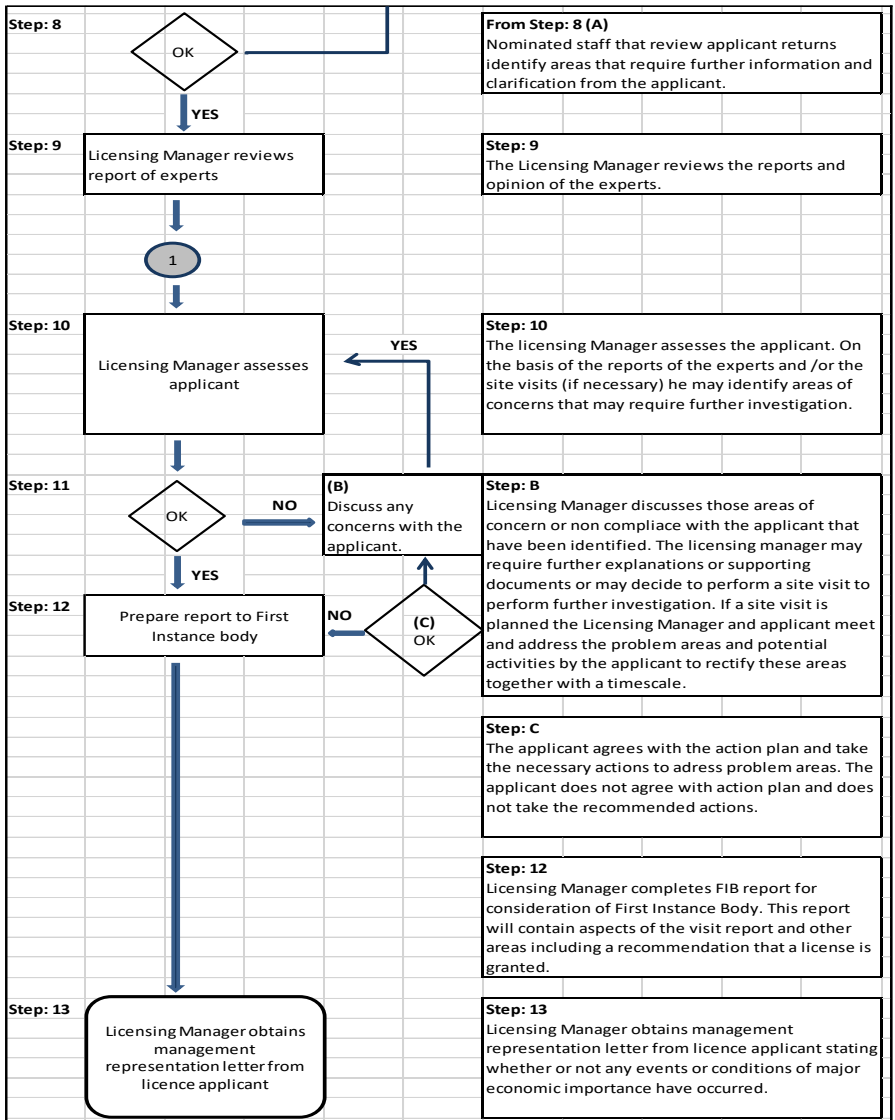 Step: 8
OK
From Step: 8 (A)
Nominated staff that review applicant returns
identify areas that require further information and
clarification from the applicant.
YES
Step: 9
Licensing Manager reviews
report of experts
Step: 9
The Licensing Manager reviews the reports and
opinion of the experts.
1
Step: 10
Licensing Manager assesses
applicant
YES
Step: 10
The licensing Manager assesses the applicant. On
the basis of the reports of the experts and /or the
site visits (if necessary) he may identify areas of
concerns that may require further investigation.
Step: 11
OK
NO
(B)
Discuss any
concerns with the
applicant.
Step: B
Licensing Manager discusses those areas of
concern or non compliace with the applicant that
have been identified. The licensing manager may
require further explanations or supporting
documents or may decide to perform a site visit to
perform further investigation. If a site visit is
planned the Licensing Manager and applicant meet
and address the problem areas and potential
activities by the applicant to rectify these areas
together with a timescale.
YES
Step: 12
Prepare report to First
Instance body
NO
(C)
OK
Step: C
The applicant agrees with the action plan and take
the necessary actions to adress problem areas. The
applicant does not agree with action plan and does
not take the recommended actions.
Step: 12
Licensing Manager completes FIB report for
consideration of First Instance Body. This report
will contain aspects of the visit report and other
areas including a recommendation that a license is
granted.
Step: 13
Licensing Manager obtains
management
representation letter from
licence applicant
Step: 13
Licensing Manager obtains management
representation letter from licence applicant stating
whether or not any events or conditions of major
economic importance have occurred.